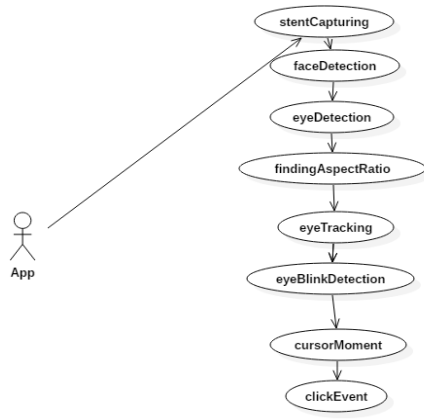 stentCapturing
faceDetection
eyeDetection
findingAspectRatio
eyeTracking
App
eyeBlinkDetection
cursorMoment
clickEvent